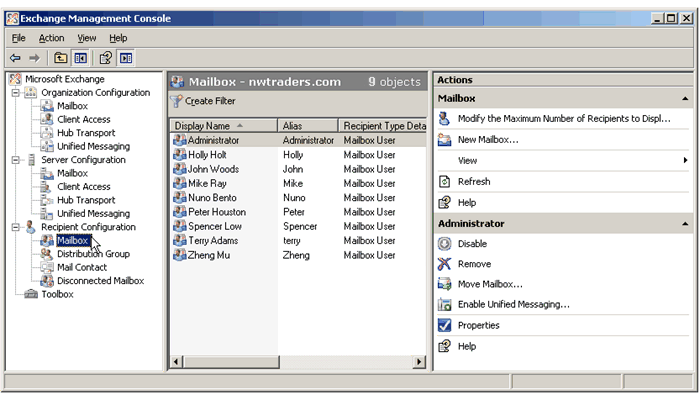 Exchange Management Console
File Action View Help
Microsoft Exchange
Organization Configuration
Mailbox
Client Access
Hub Transport
Unified Messaging
Server Configuration
Mailbox
Client Access
Hub Transport
Unified Messaging
Recipient Configuration
Mailbox
Distribution Group
Mail Contact
Disconnected Mailbox
Toolbox
Mailbox - nwtraders.com 9 objects
Create Filter
Display Name Alias Recipient Type Deta
Administrator Administrator Mailbox User
Holly Holt Holly Mailbox User
John Woods John Mailbox User
Mike Ray Mike Mailbox User
Nuno Bento Nuno Mailbox User
Peter Houston Peter Mailbox User
Spencer Low Spencer Mailbox User
Terry Adams terry Mailbox User
Zheng Mu Zheng Mailbox User
Actions
Mailbox
Modify the Maximum Number of Recipients to Displ...
New Mailbox...
View
Refresh
Help
Administrator
Disable
Remove
Move Mailbox...
Enable Unified Messaging...
Properties
Help